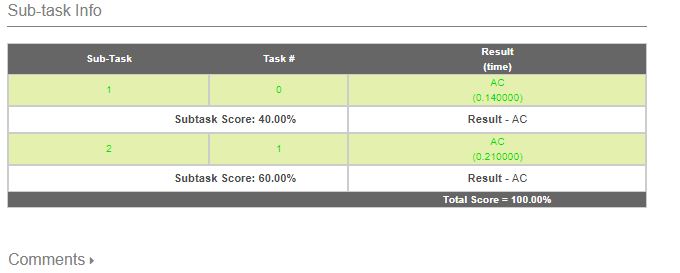 Sub-task Info
Sub-Task Task # Result
(time)
1 0 AC
(0.140000)
Subtask Score: 40.00% Result - AC
2 1 AC
(0.210000)
Subtask Score: 60.00% Result - AC
Total Score = 100.00%
Comments